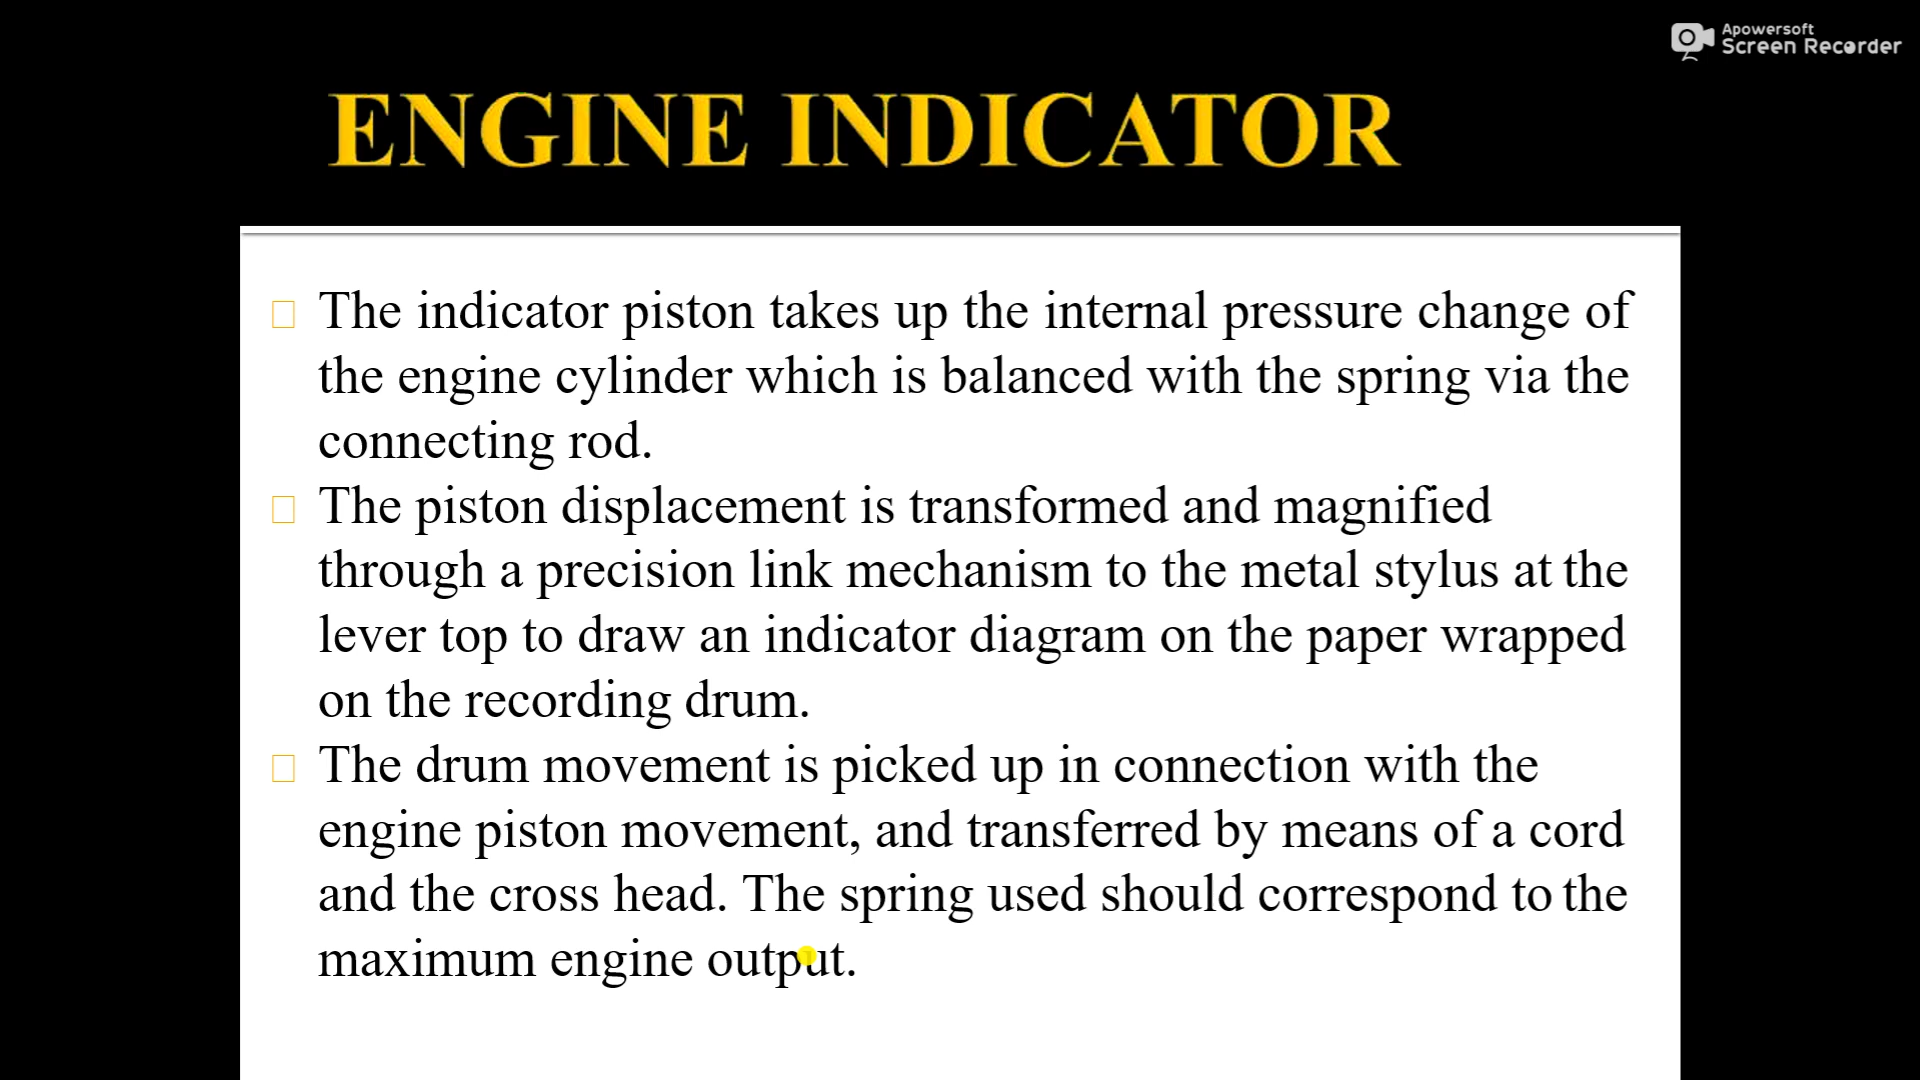 Apowersoft
Screen Recorder
ENGINE INDICATOR
The indicator piston takes up the internal pressure change of
the engine cylinder which is balanced with the spring via the
connecting rod.
The piston displacement is transformed and magnified
through a precision link mechanism to the metal stylus at the
lever top to draw an indicator diagram on the paper wrapped
on the recording drum.
The drum movement is picked up in connection with the
engine piston movement, and transferred by means of a cord
and the cross head. The spring used should correspond to the
maximum engine output.